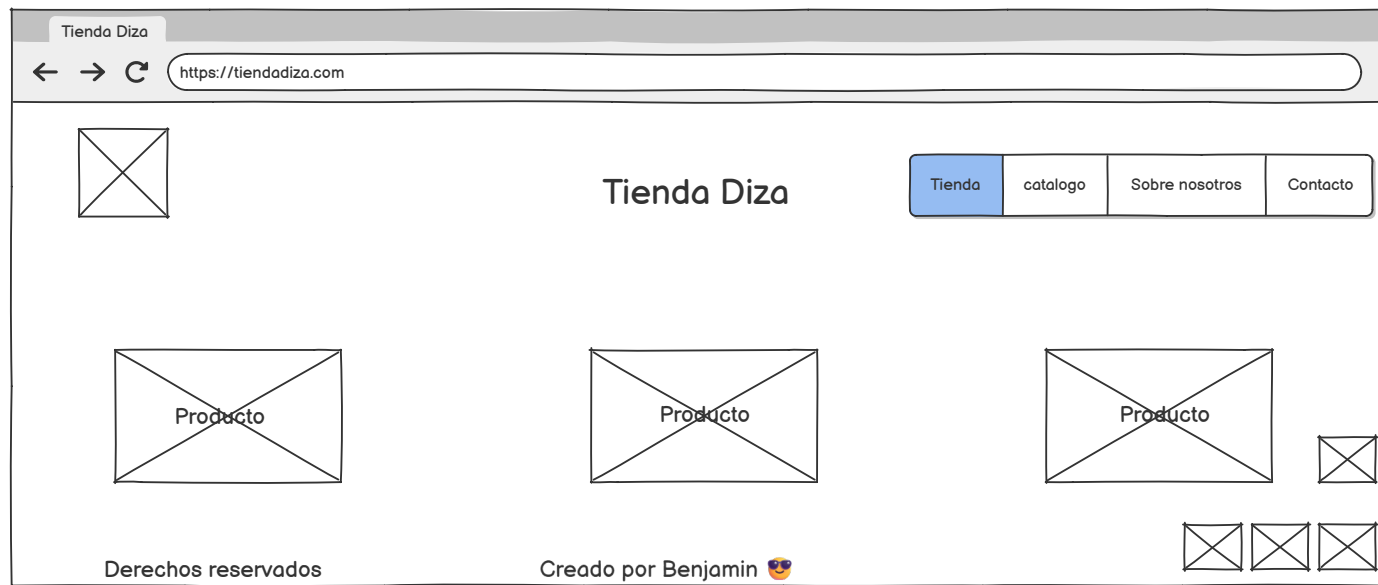 Tienda Diza
https://tiendadiza.com
Tienda Diza
Tienda catalogo Sobre nosotros Contacto
Producto Producto Producto
Derechos reservados Creado por Benjamin 😎